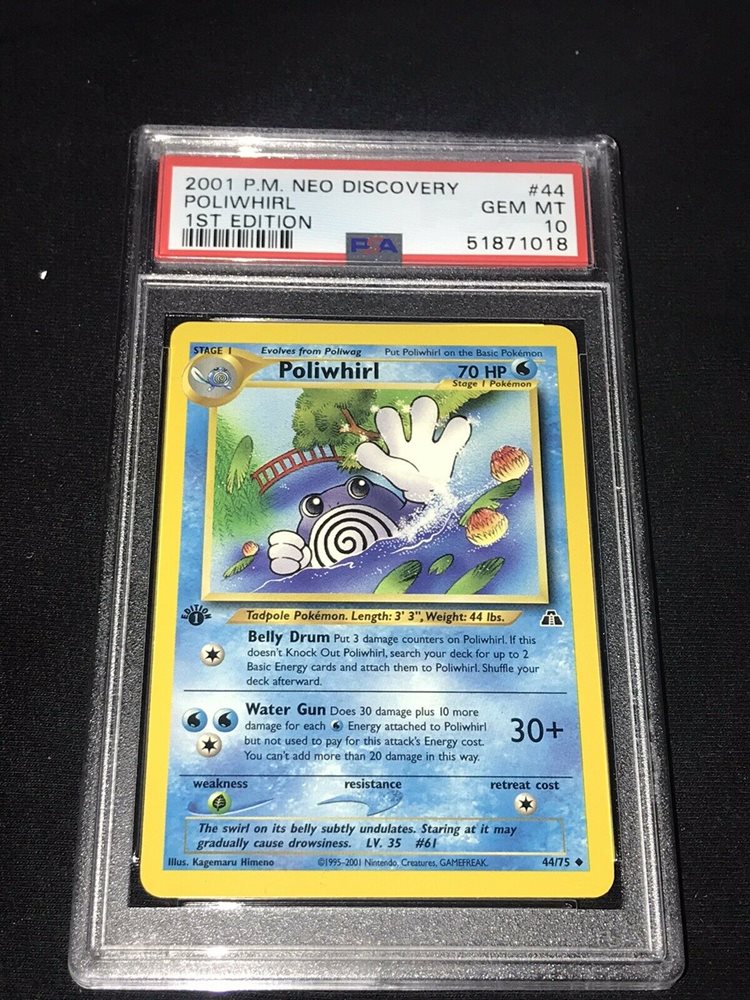 2001 P.M. NEO DISCOVERY #44
POLIWHIRL GEM MT
1ST EDITION 10
PSA 51871018
STAGE 1 Evolves from Poliwag Put Poliwhirl on the Basic Pokémon
Poliwhirl 70 HP
Stage 1 Pokémon
EDITION
1
Tadpole Pokémon. Length: 3' 3", Weight: 44 lbs.
Belly Drum Put 3 damage counters on Poliwhirl. If this
doesn't Knock Out Poliwhirl, search your deck for up to 2
Basic Energy cards and attach them to Poliwhirl. Shuffle your
deck afterward.
Water Gun Does 30 damage plus 10 more
damage for each Energy attached to Poliwhirl
but not used to pay for this attack's Energy cost.
You can't add more than 20 damage in this way.
30+
weakness resistance retreat cost
The swirl on its belly subtly undulates. Staring at it may
gradually cause drowsiness. LV. 35 #61
Illus. Kagemaru Himeno ©1995-2001 Nintendo, Creatures, GAMEFREAK. 44/75